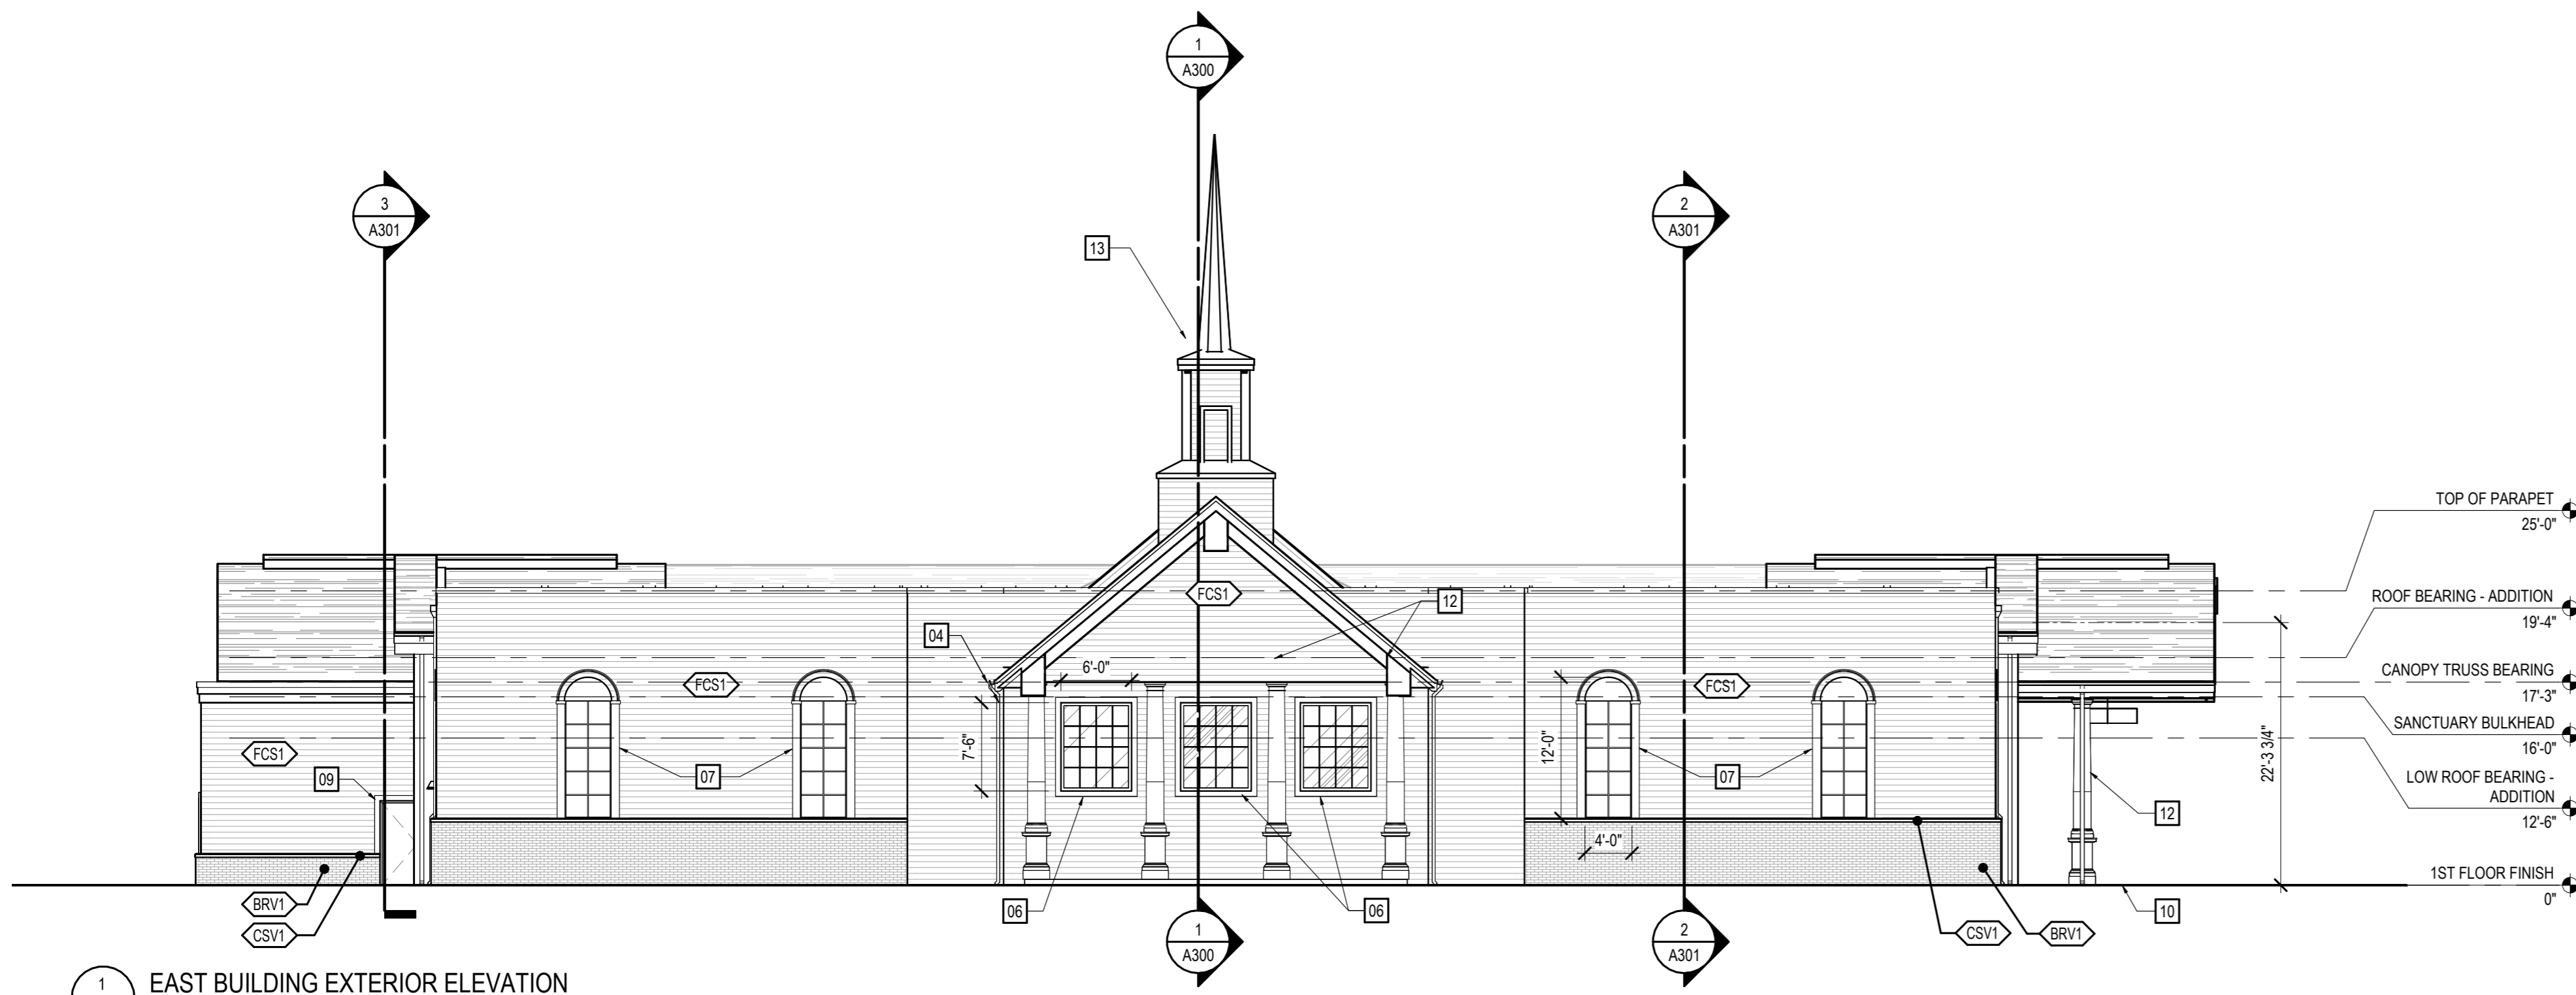 1
A300
3
A301
2
A301
13
TOP OF PARAPET
25'-0"
ROOF BEARING - ADDITION
19'-4"
CANOPY TRUSS BEARING
17'-3"
SANCTUARY BULKHEAD
16'-0"
LOW ROOF BEARING -
ADDITION
12'-6"
1ST FLOOR FINISH
0"
FCS1
12
04
6'-0"
FCS1
FCS1
FCS1
7'-6"
12'-0"
22'-3 3/4"
09
07
07
12
4'-0"
BRV1
CSV1
06
06
10
1
A300
2
A301
CSV1
BRV1
1
EAST BUILDING EXTERIOR ELEVATION